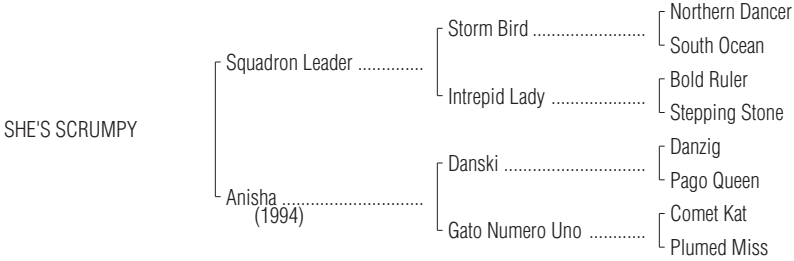 Northern Dancer
Storm Bird ........................
South Ocean
Squadron Leader ..............
Bold Ruler
Intrepid Lady ....................
Stepping Stone
SHE'S SCRUMPY
Danzig
Danski ..............................
Pago Queen
Anisha ..............................
(1994)
Comet Kat
Gato Numero Uno ............
Plumed Miss